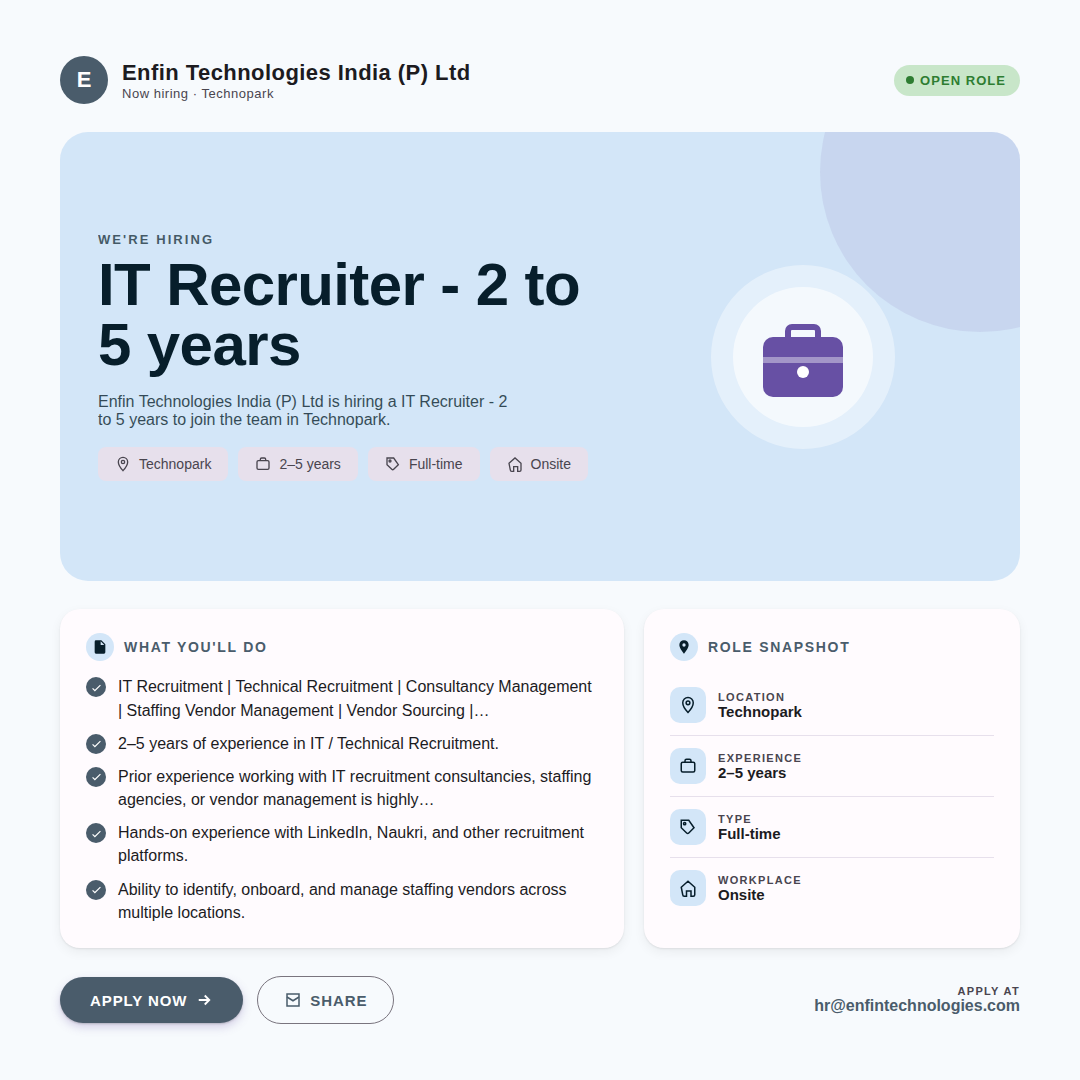 E
Enfin Technologies India (P) Ltd
Now hiring · Technopark
OPEN ROLE
WE'RE HIRING
IT Recruiter - 2 to
5 years
Enfin Technologies India (P) Ltd is hiring a IT Recruiter - 2
to 5 years to join the team in Technopark.
Technopark
2–5 years
Full-time
Onsite
WHAT YOU'LL DO
IT Recruitment | Technical Recruitment | Consultancy Management
| Staffing Vendor Management | Vendor Sourcing |…
2–5 years of experience in IT / Technical Recruitment.
Prior experience working with IT recruitment consultancies, staffing
agencies, or vendor management is highly…
Hands-on experience with LinkedIn, Naukri, and other recruitment
platforms.
Ability to identify, onboard, and manage staffing vendors across
multiple locations.
ROLE SNAPSHOT
LOCATION
Technopark
EXPERIENCE
2–5 years
TYPE
Full-time
WORKPLACE
Onsite
APPLY NOW
SHARE
APPLY AT
hr@enfintechnologies.com